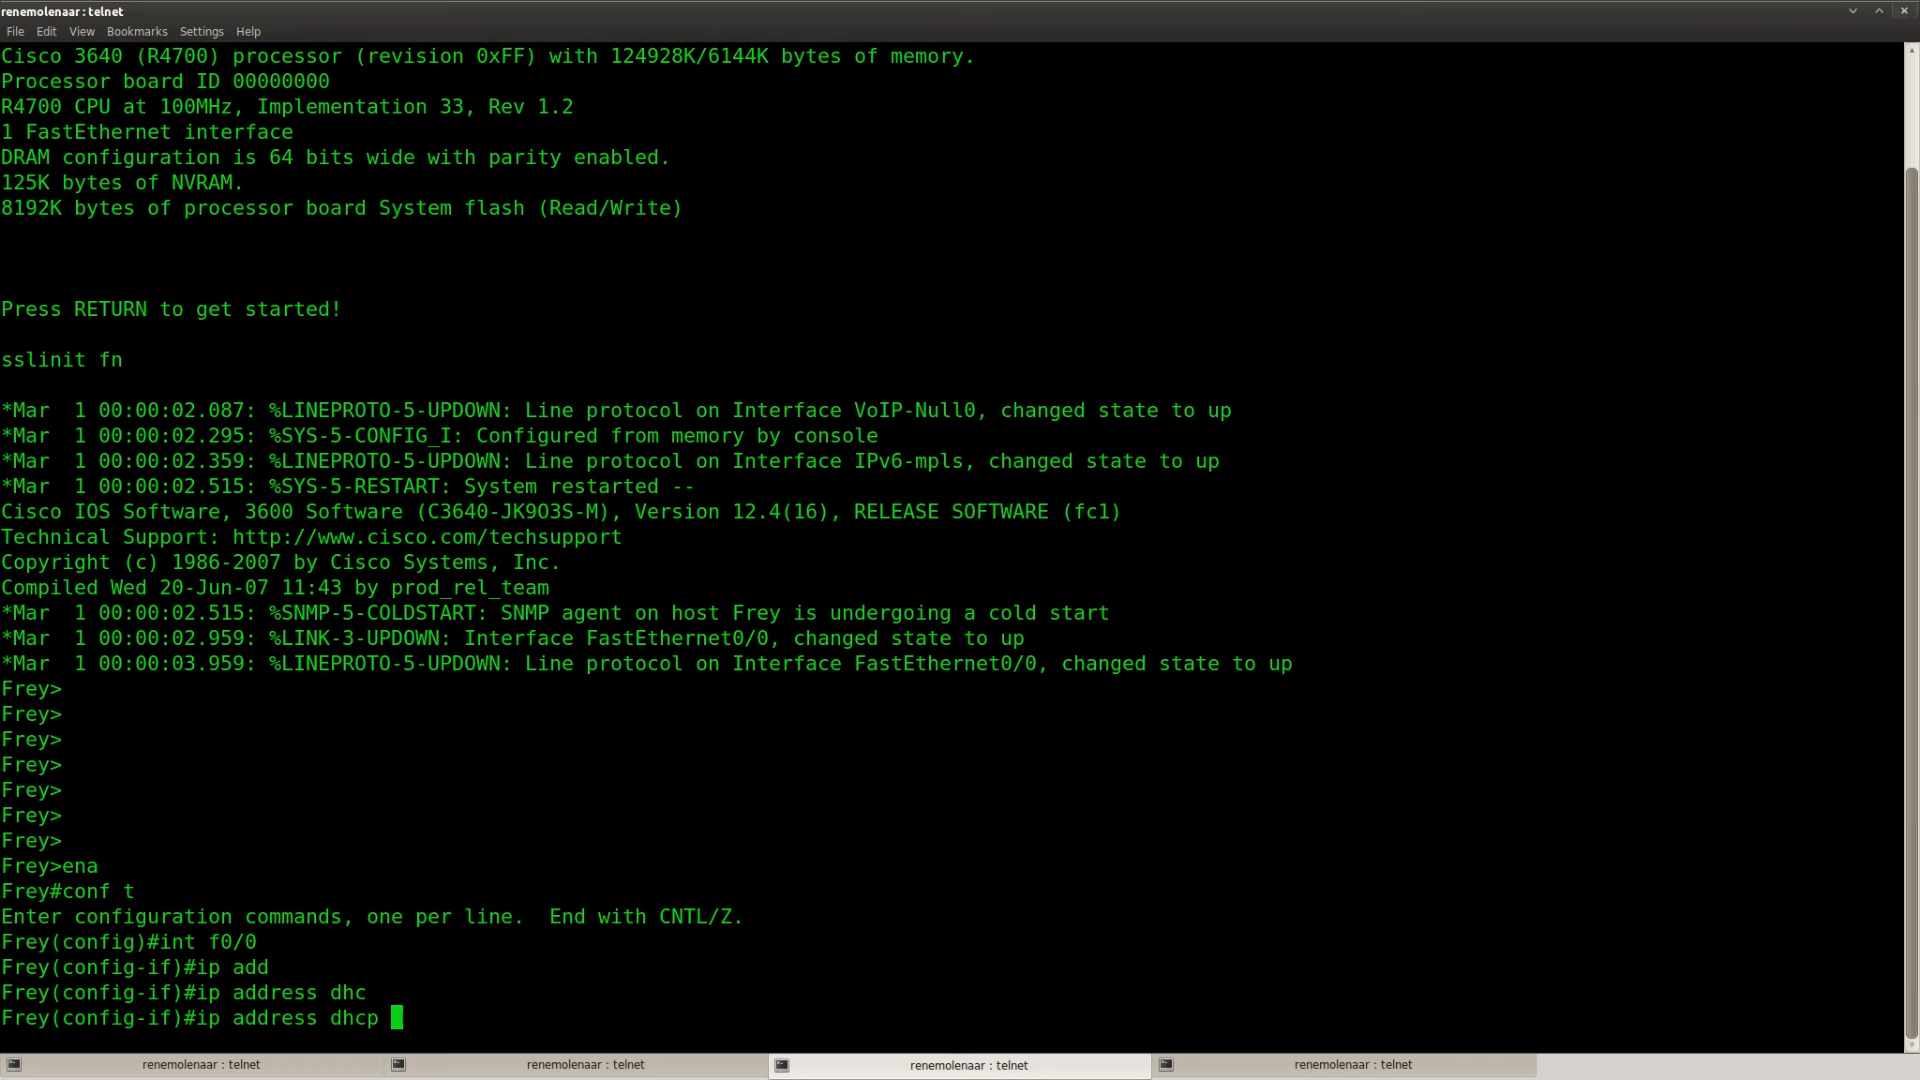 renemolenaar:telnet
File Edit View Bookmarks Settings Help
Cisco 3640 (R4700) processor (revision 0xFF) with 124928K/6144K bytes of memory.
Processor board ID 00000000
R4700 CPU at 100MHz, Implementation 33, Rev 1.2
1 FastEthernet interface
DRAM configuration is 64 bits wide with parity enabled.
125K bytes of NVRAM.
8192K bytes of processor board System flash (Read/Write)
Press RETURN to get started!
sslinit fn
*Mar  1 00:00:02.087: %LINEPROTO-5-UPDOWN: Line protocol on Interface VoIP-Null0, changed state to up
*Mar  1 00:00:02.295: %SYS-5-CONFIG_I: Configured from memory by console
*Mar  1 00:00:02.359: %LINEPROTO-5-UPDOWN: Line protocol on Interface IPv6-mpls, changed state to up
*Mar  1 00:00:02.515: %SYS-5-RESTART: System restarted --
Cisco IOS Software, 3600 Software (C3640-JK9O3S-M), Version 12.4(16), RELEASE SOFTWARE (fc1)
Technical Support: http://www.cisco.com/techsupport
Copyright (c) 1986-2007 by Cisco Systems, Inc.
Compiled Wed 20-Jun-07 11:43 by prod_rel_team
*Mar  1 00:00:02.515: %SNMP-5-COLDSTART: SNMP agent on host Frey is undergoing a cold start
*Mar  1 00:00:02.959: %LINK-3-UPDOWN: Interface FastEthernet0/0, changed state to up
*Mar  1 00:00:03.959: %LINEPROTO-5-UPDOWN: Line protocol on Interface FastEthernet0/0, changed state to up
Frey>
Frey>
Frey>
Frey>
Frey>
Frey>
Frey>
Frey>ena
Frey#conf t
Enter configuration commands, one per line.  End with CNTL/Z.
Frey(config)#int f0/0
Frey(config-if)#ip add
Frey(config-if)#ip address dhc
Frey(config-if)#ip address dhcp
renemolenaar : telnet renemolenaar : telnet renemolenaar : telnet renemolenaar : telnet